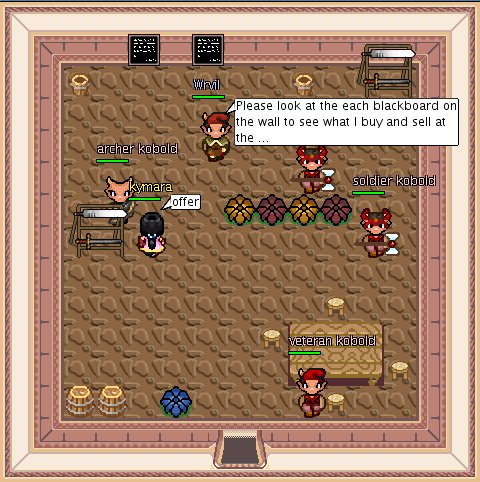 Wrvil
Please look at the each blackboard on
the wall to see what I buy and sell at
the ...
archer kobold
soldier kobold
kymara
offer
veteran kobold